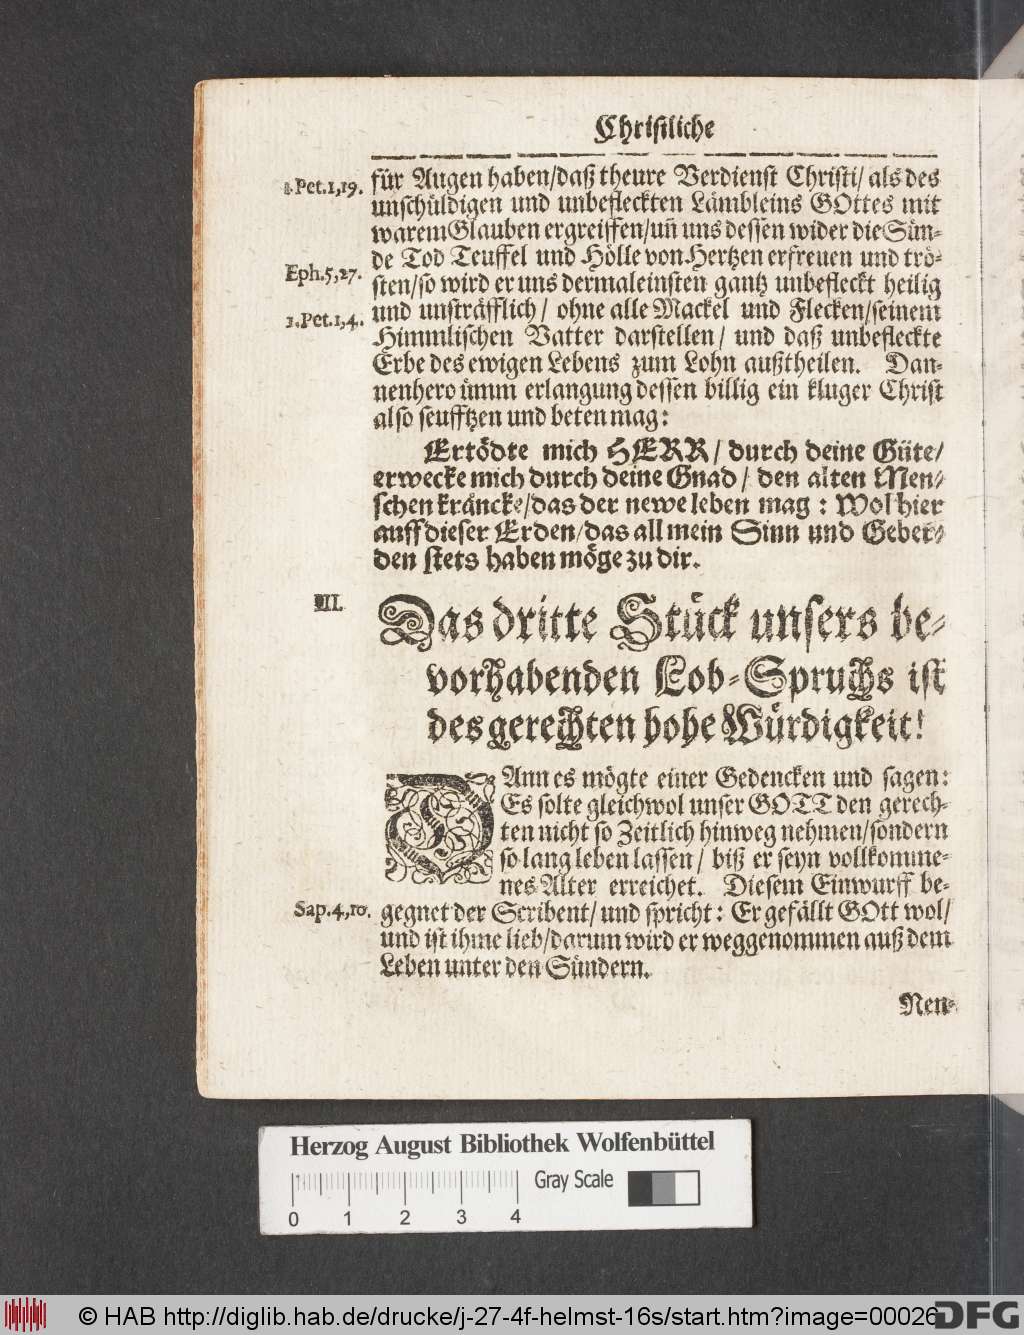 Christliche
1.Pet.1,19. für Augen haben/daß theure Verdienst Christi/ als des
unschüldigen und unbefleckten Lämbleins GOttes mit
warem Glauben ergreiffen/uñ uns dessen wider die Sün-
de Tod Teuffel und Hölle von Hertzen erfreuen und trö-
Eph.5,27. sten/so wird er uns dermaleinsten gantz unbefleckt heilig
1.Pet.1,4. und unsträfflich/ ohne alle Mackel und Flecken/seinem
Himmlischen Vatter darstellen/ und daß unbefleckte
Erbe des ewigen Lebens zum Lohn außtheilen. Dan-
nenhero ümm erlangung dessen billig ein kluger Christ
also seufftzen und beten mag:
Ertödte mich HERR/ durch deine Güte/
erwecke mich durch deine Gnad/ den alten Men-
schen kräncke/das der newe leben mag: Wol hier
auff dieser Erden/das all mein Sinn und Geber-
den stets haben möge zu dir.
III. Das dritte Stück unsers be-
vorhabenden Lob-Spruchs ist
des gerechten hohe Würdigkeit!
DAnn es mögte einer Gedencken und sagen:
Es solte gleichwol unser GOTT den gerech-
ten nicht so Zeitlich hinweg nehmen/sondern
so lang leben lassen/ biß er seyn vollkomme-
nes Alter erreichet. Diesem Einwurff be-
Sap.4,10. gegnet der Scribent/ und spricht: Er gefällt GOtt wol/
und ist ihme lieb/darum wird er weggenommen auß dem
Leben unter den Sündern.
Nen-
Herzog August Bibliothek Wolfenbüttel
Gray Scale
0 1 2 3 4
© HAB http://diglib.hab.de/drucke/j-27-4f-helmst-16s/start.htm?image=00026
DFG